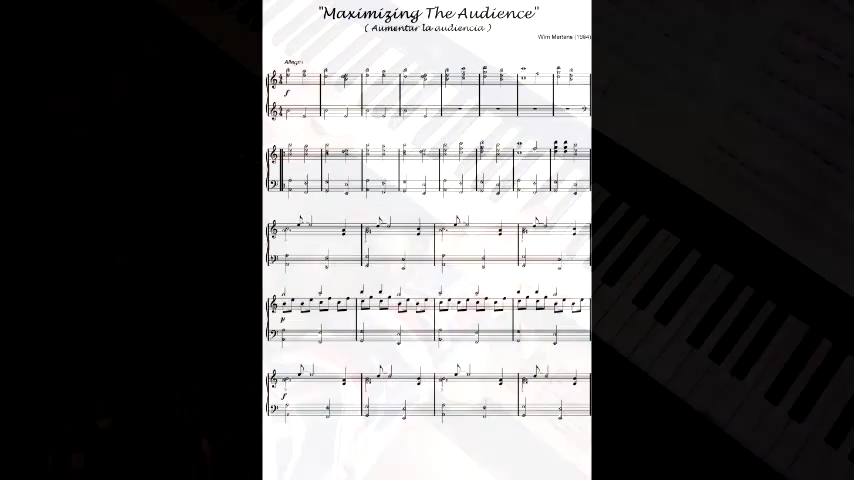 "Maximizing The Audience"
( Aumentar la audiencia )
Wim Mertens (1984)
Allegro
f
p
f